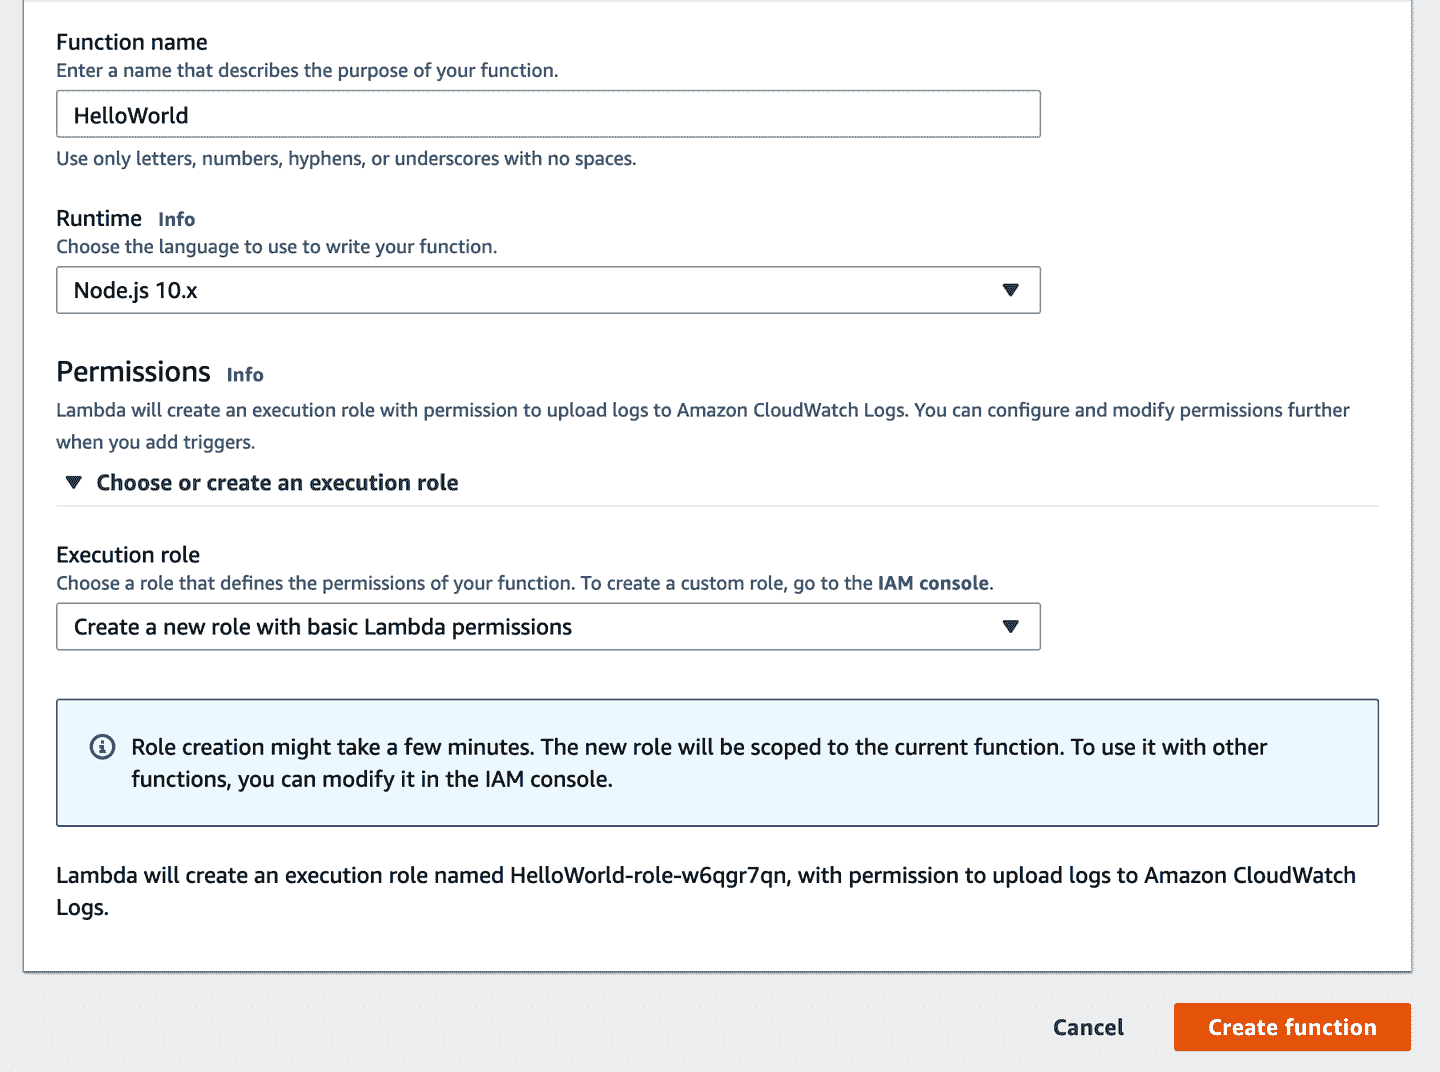 Function name
Enter a name that describes the purpose of your function.
HelloWorld
Use only letters, numbers, hyphens, or underscores with no spaces.
Runtime Info
Choose the language to use to write your function.
Node.js 10.x
Permissions Info
Lambda will create an execution role with permission to upload logs to Amazon CloudWatch Logs. You can configure and modify permissions further
when you add triggers.
Choose or create an execution role
Execution role
Choose a role that defines the permissions of your function. To create a custom role, go to the IAM console.
Create a new role with basic Lambda permissions
Role creation might take a few minutes. The new role will be scoped to the current function. To use it with other
functions, you can modify it in the IAM console.
Lambda will create an execution role named HelloWorld-role-w6qgr7qn, with permission to upload logs to Amazon CloudWatch
Logs.
Cancel Create function